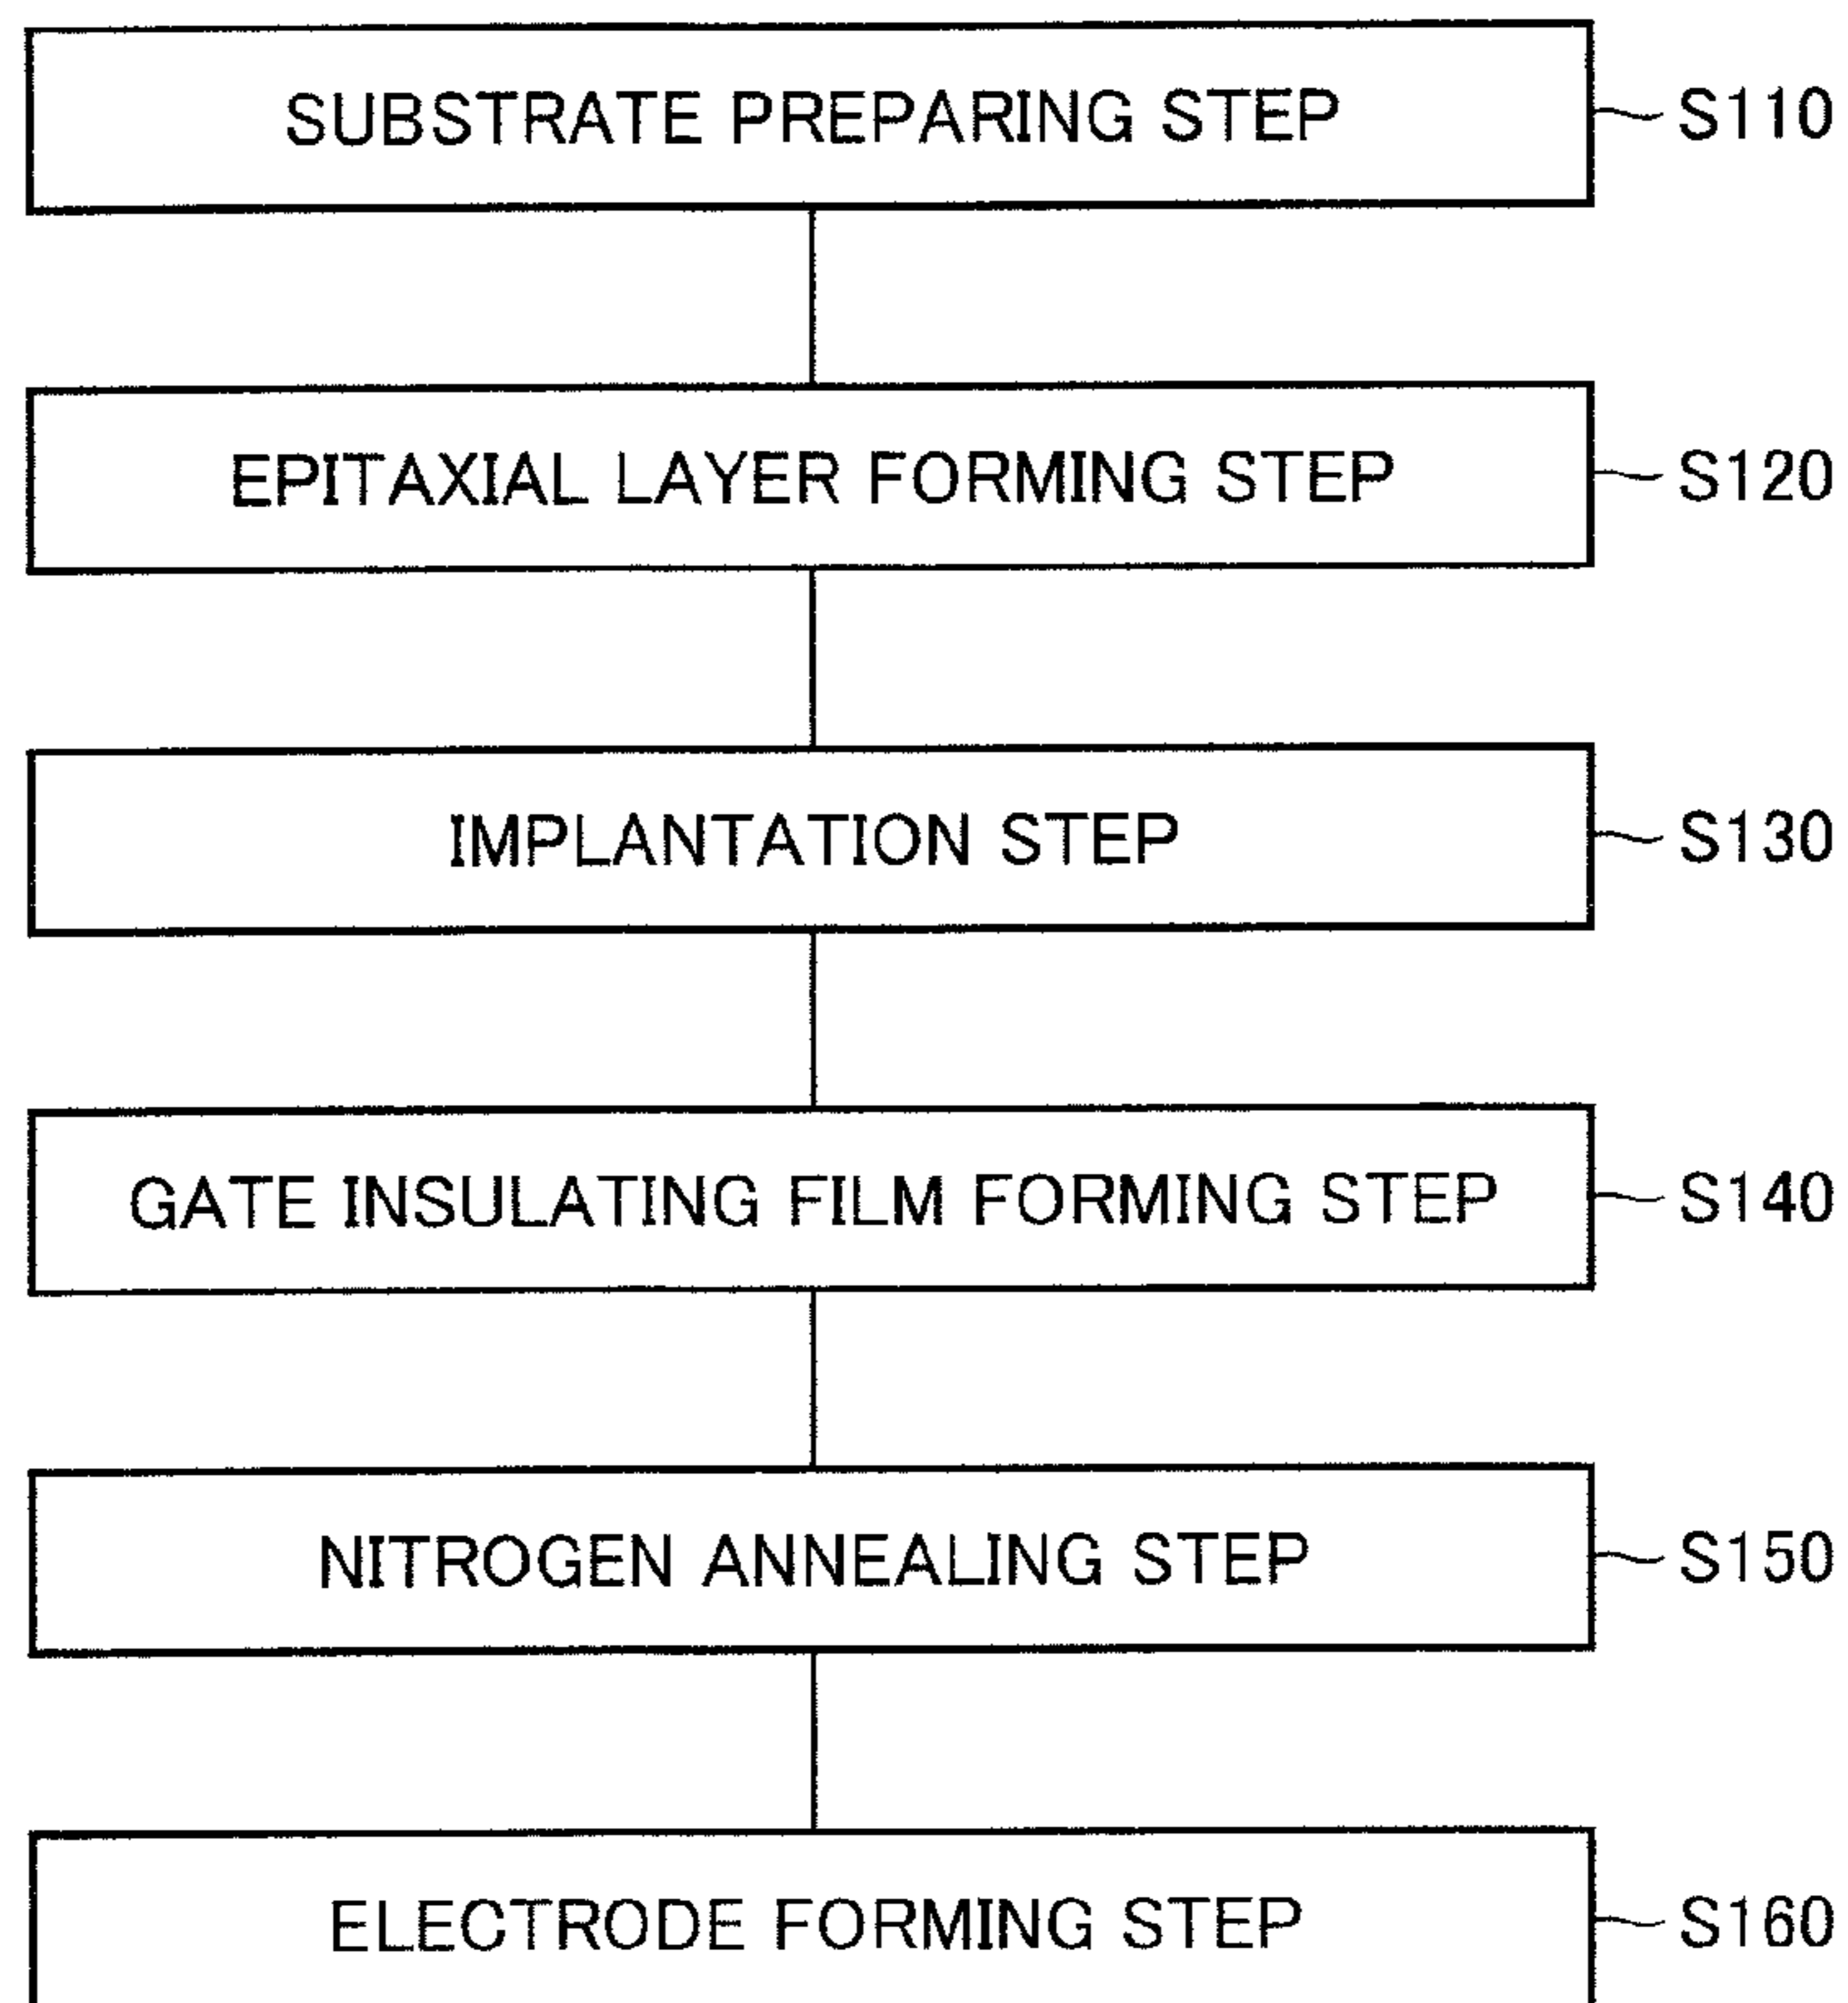 SUBSTRATE PREPARING STEP S110
EPITAXIAL LAYER FORMING STEP S120
IMPLANTATION STEP S130
GATE INSULATING FILM FORMING STEP S140
NITROGEN ANNEALING STEP S150
ELECTRODE FORMING STEP S160